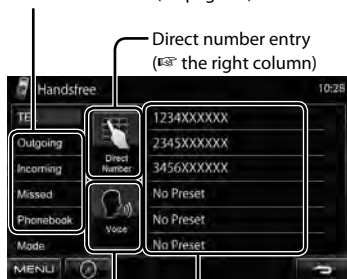 Direct number entry
(☞ the right column)
Handsfree
10:28
TEL
1234XXXXXX
Outgoing
Direct
Number
2345XXXXXX
Incoming
3456XXXXXX
Missed
No Preset
Voice
Phonebook
No Preset
Mode
No Preset
MENU